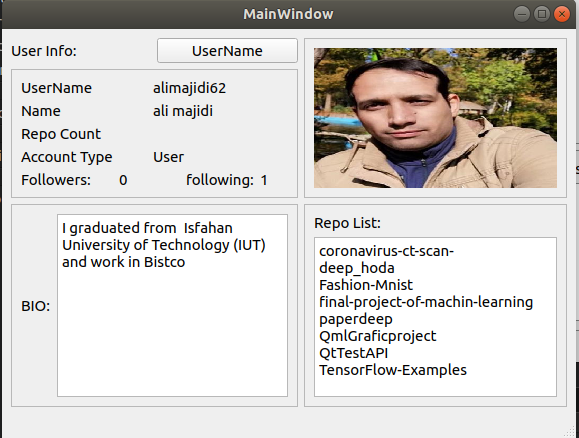 MainWindow
User Info:
UserName
UserName alimajidi62
Name ali majidi
Repo Count
Account Type User
Followers: 0 following: 1
BIO:
I graduated from Isfahan
University of Technology (IUT)
and work in Bistco
Repo List:
coronavirus-ct-scan-
deep_hoda
Fashion-Mnist
final-project-of-machin-learning
paperdeep
QmlGraficproject
QtTestAPI
TensorFlow-Examples